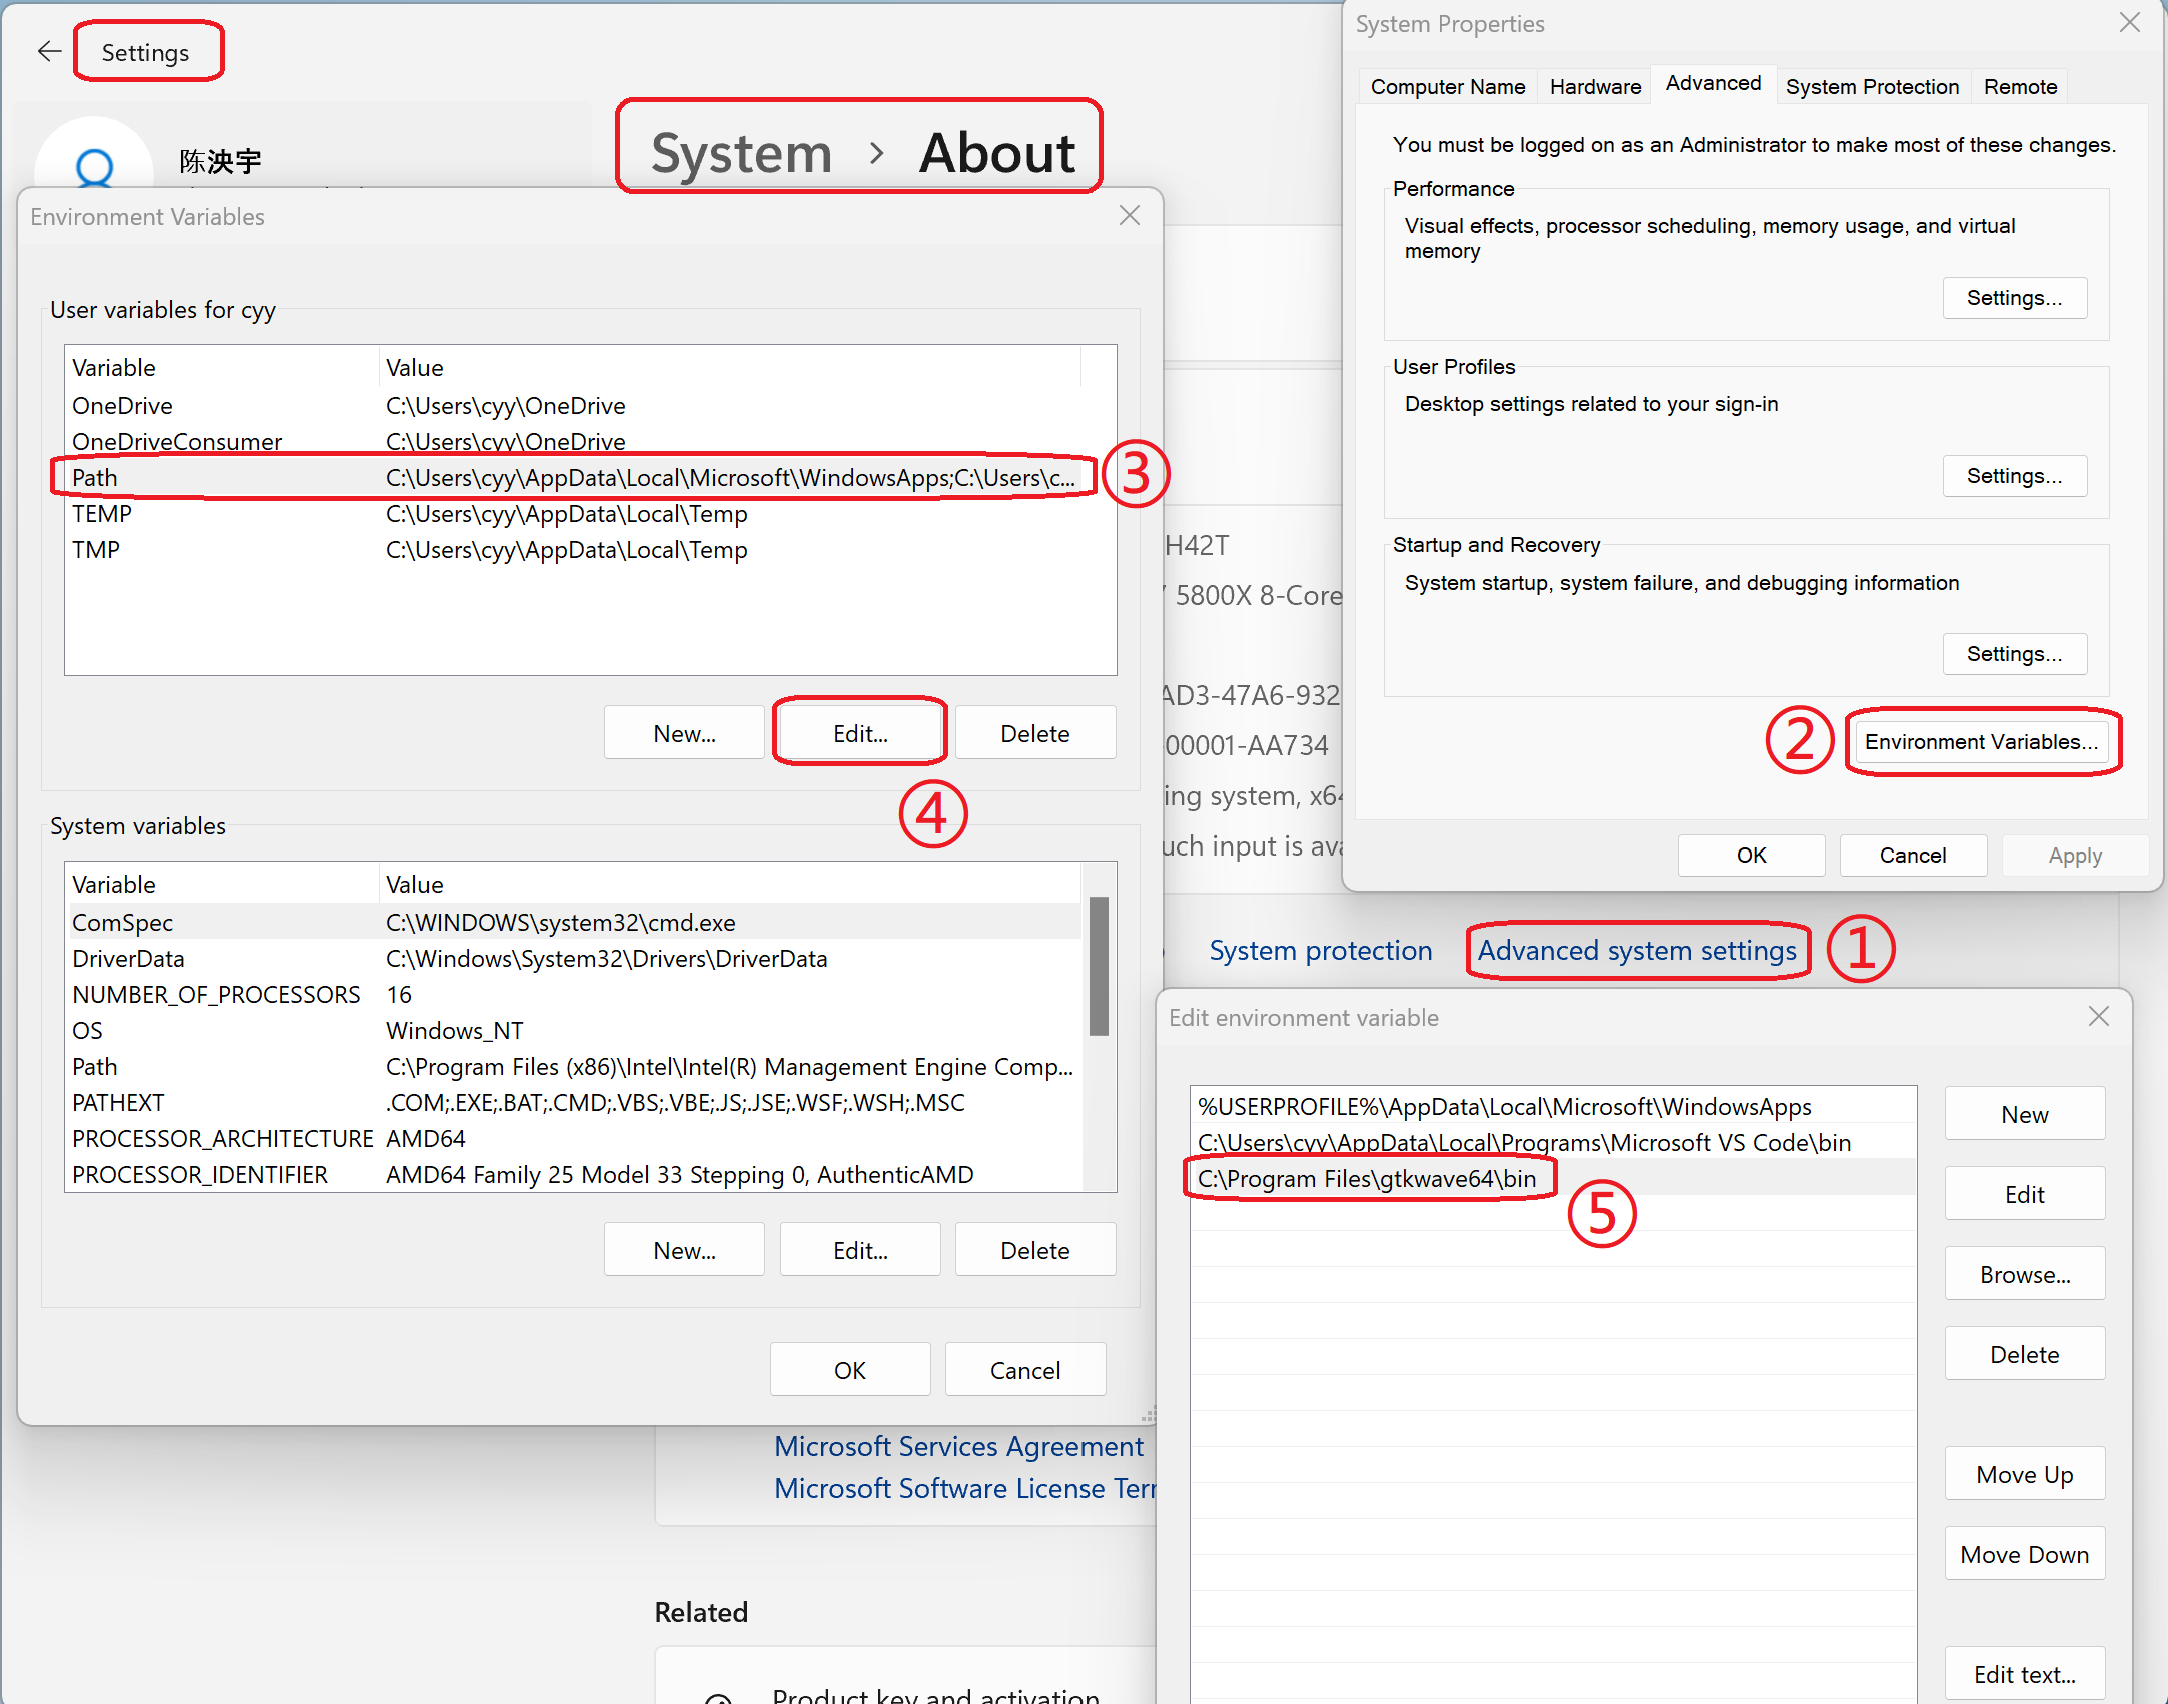 Settings
陈泱宇
System > About
Environment Variables
User variables for cyy
Variable Value
OneDrive C:\Users\cyy\OneDrive
OneDriveConsumer C:\Users\cyy\OneDrive
Path C:\Users\cyy\AppData\Local\Microsoft\WindowsApps;C:\Users\c...
③
TEMP C:\Users\cyy\AppData\Local\Temp
TMP C:\Users\cyy\AppData\Local\Temp
New... Edit... Delete
④
System variables
Variable Value
ComSpec C:\WINDOWS\system32\cmd.exe
DriverData C:\Windows\System32\Drivers\DriverData
NUMBER_OF_PROCESSORS 16
OS Windows_NT
Path C:\Program Files (x86)\Intel\Intel(R) Management Engine Comp...
PATHEXT .COM;.EXE;.BAT;.CMD;.VBS;.VBE;.JS;.JSE;.WSF;.WSH;.MSC
PROCESSOR_ARCHITECTURE AMD64
PROCESSOR_IDENTIFIER AMD64 Family 25 Model 33 Stepping 0, AuthenticAMD
New... Edit... Delete
OK Cancel
H42T
5800X 8-Core
AD3-47A6-932
00001-AA734
ing system, x64
uch input is ava
System protection Advanced system settings ①
Microsoft Services Agreement
Microsoft Software License Terr
Related
Product key and activation
System Properties
Computer Name Hardware Advanced System Protection Remote
You must be logged on as an Administrator to make most of these changes.
Performance
Visual effects, processor scheduling, memory usage, and virtual
memory
Settings...
User Profiles
Desktop settings related to your sign-in
Settings...
Startup and Recovery
System startup, system failure, and debugging information
Settings...
② Environment Variables...
OK Cancel Apply
Edit environment variable
%USERPROFILE%\AppData\Local\Microsoft\WindowsApps
C:\Users\cyy\AppData\Local\Programs\Microsoft VS Code\bin
C:\Program Files\gtkwave64\bin
⑤
New
Edit
Browse...
Delete
Move Up
Move Down
Edit text...